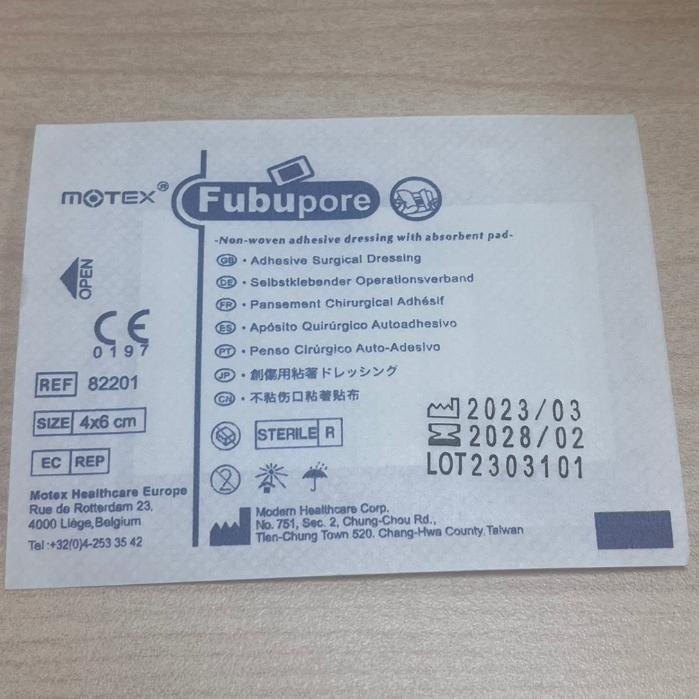 MOTEX®
Fubupore
-Non-woven adhesive dressing with absorbent pad-
GB • Adhesive Surgical Dressing
DE • Selbstklebender Operationsverband
FR • Pansement Chirurgical Adhésif
ES • Apósito Quirúrgico Autoadhesivo
PT • Penso Cirúrgico Auto-Adesivo
JP • 創傷用粘著ドレッシング
CN • 不粘伤口粘著貼布
OPEN
CE
0197
REF 82201
SIZE 4x6 cm
EC REP
Motex Healthcare Europe
Rue de Rotterdam 23,
4000 Liège,Belgium
Tel :+32(0)4-253 35 42
STERILE R
2
2023/03
2028/02
LOT2303101
Modern Healthcare Corp.
No. 751, Sec. 2, Chung-Chou Rd.,
Tien-Chung Town 520. Chang-Hwa County.Taiwan